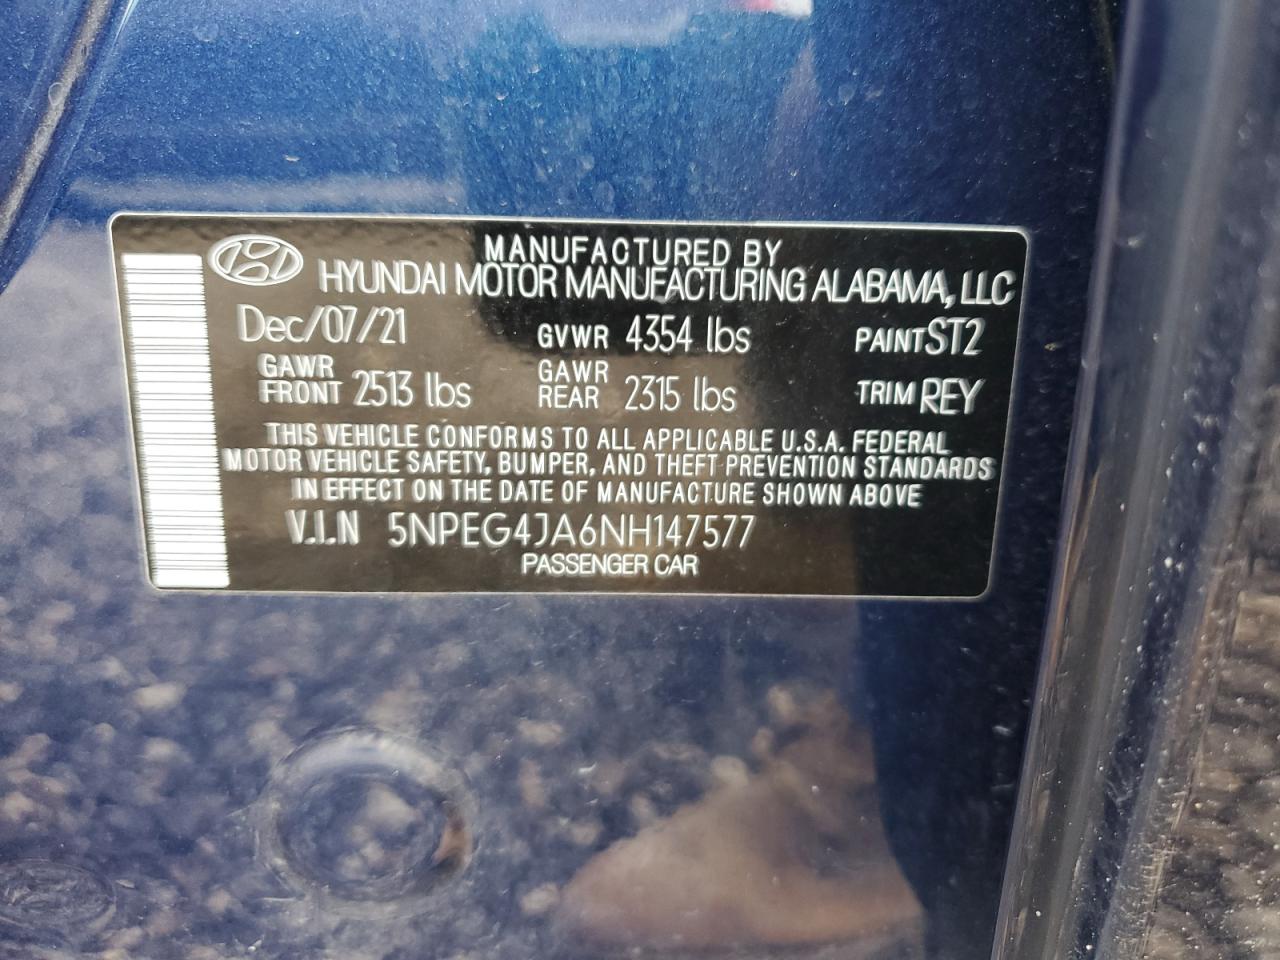 MANUFACTURED BY
HYUNDAI MOTOR MANUFACTURING ALABAMA, LLC
Dec/07/21 GVWR 4354 lbs PAINT ST2
GAWR FRONT 2513 lbs GAWR REAR 2315 lbs TRIM REY
THIS VEHICLE CONFORMS TO ALL APPLICABLE U.S.A. FEDERAL
MOTOR VEHICLE SAFETY, BUMPER, AND THEFT PREVENTION STANDARDS
IN EFFECT ON THE DATE OF MANUFACTURE SHOWN ABOVE
V.I.N 5NPEG4JA6NH147577
PASSENGER CAR